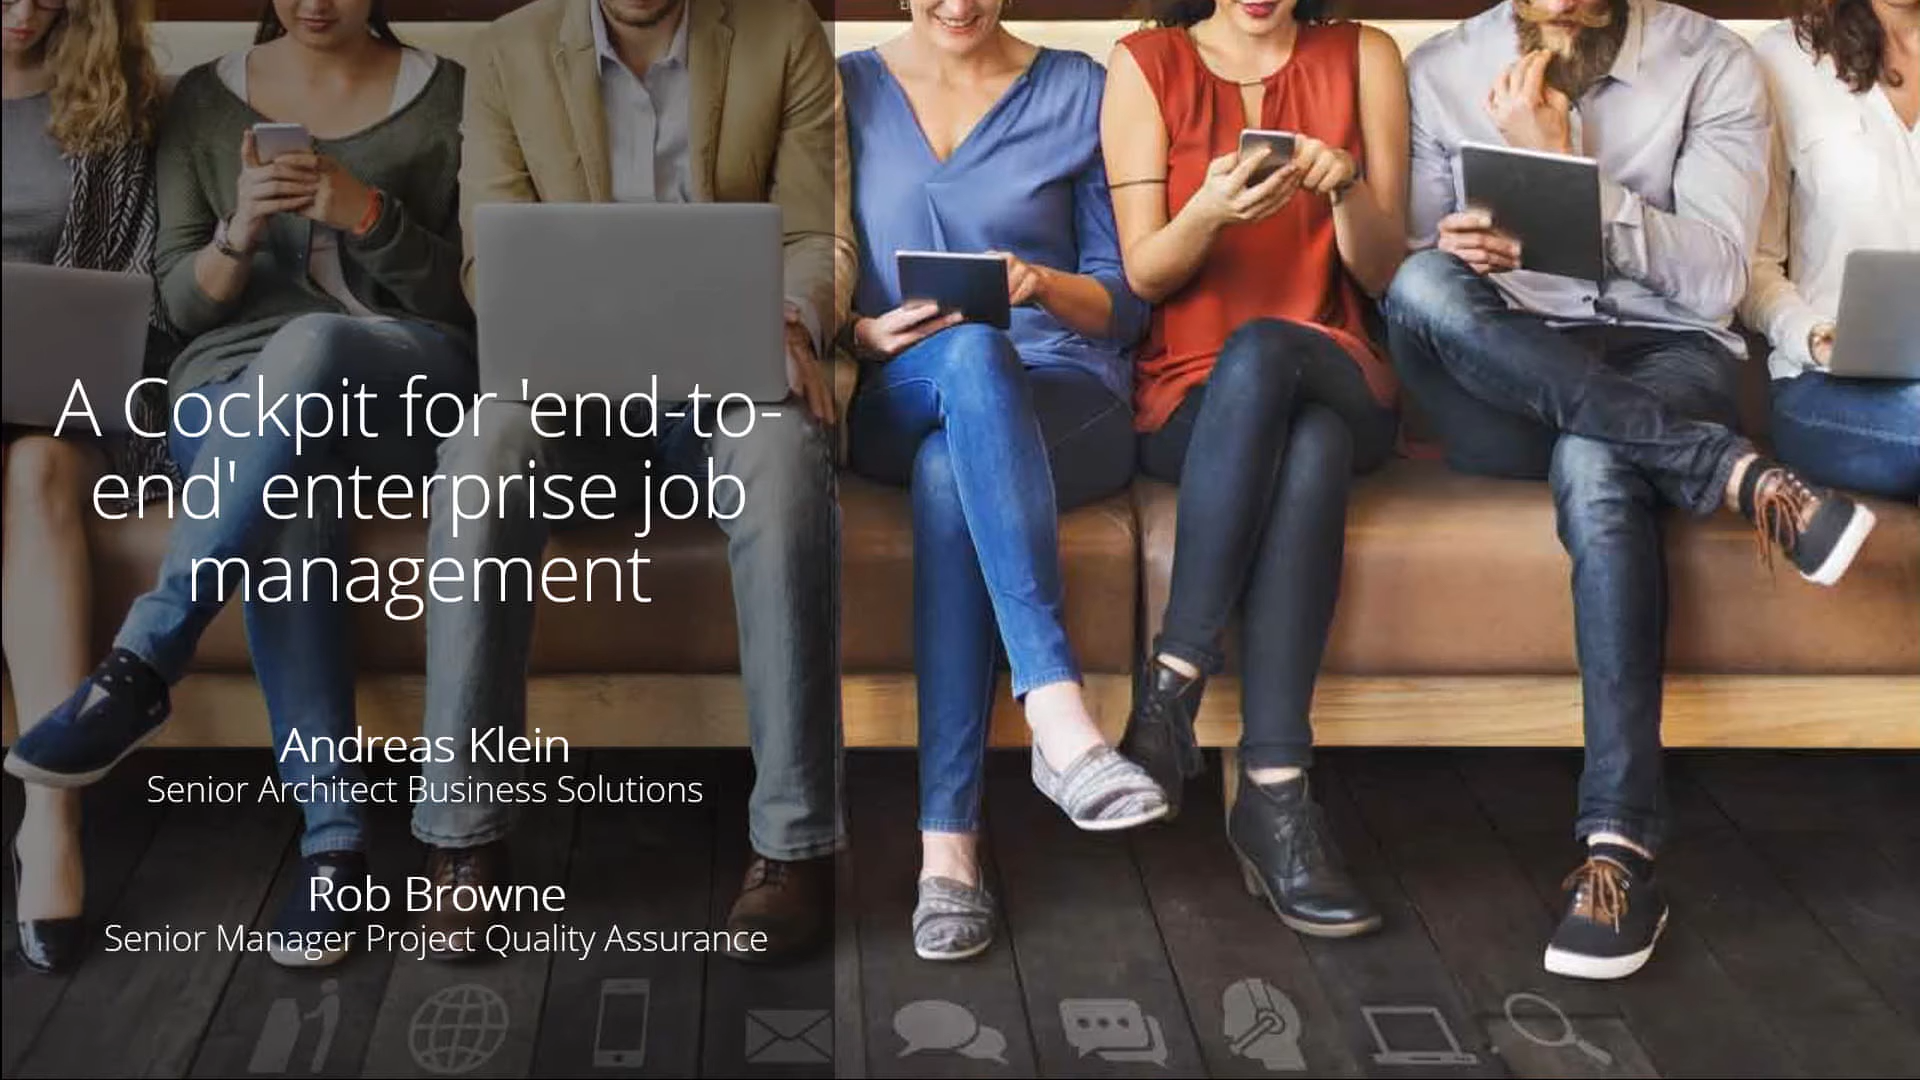 A Cockpit for 'end-to-
end' enterprise job
management
Andreas Klein
Senior Architect Business Solutions
Rob Browne
Senior Manager Project Quality Assurance